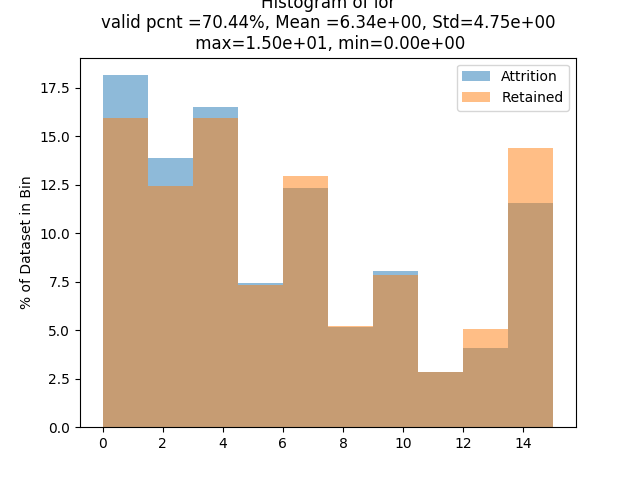 Histogram of lor
valid pcnt =70.44%, Mean =6.34e+00, Std=4.75e+00
max=1.50e+01, min=0.00e+00
Attrition
Retained
% of Dataset in Bin
17.5
15.0
12.5
10.0
7.5
5.0
2.5
0.0
0 2 4 6 8 10 12 14